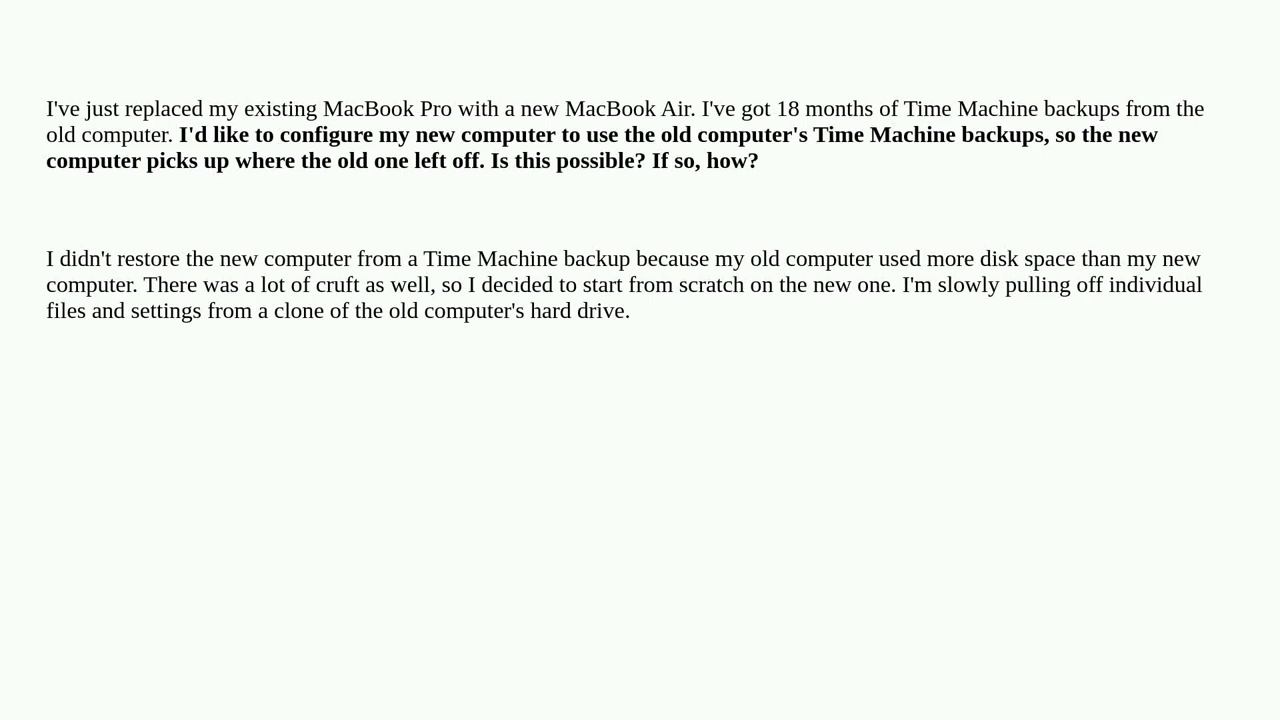 I've just replaced my existing MacBook Pro with a new MacBook Air. I've got 18 months of Time Machine backups from the
old computer. I'd like to configure my new computer to use the old computer's Time Machine backups, so the new
computer picks up where the old one left off. Is this possible? If so, how?
I didn't restore the new computer from a Time Machine backup because my old computer used more disk space than my new
computer. There was a lot of cruft as well, so I decided to start from scratch on the new one. I'm slowly pulling off individual
files and settings from a clone of the old computer's hard drive.